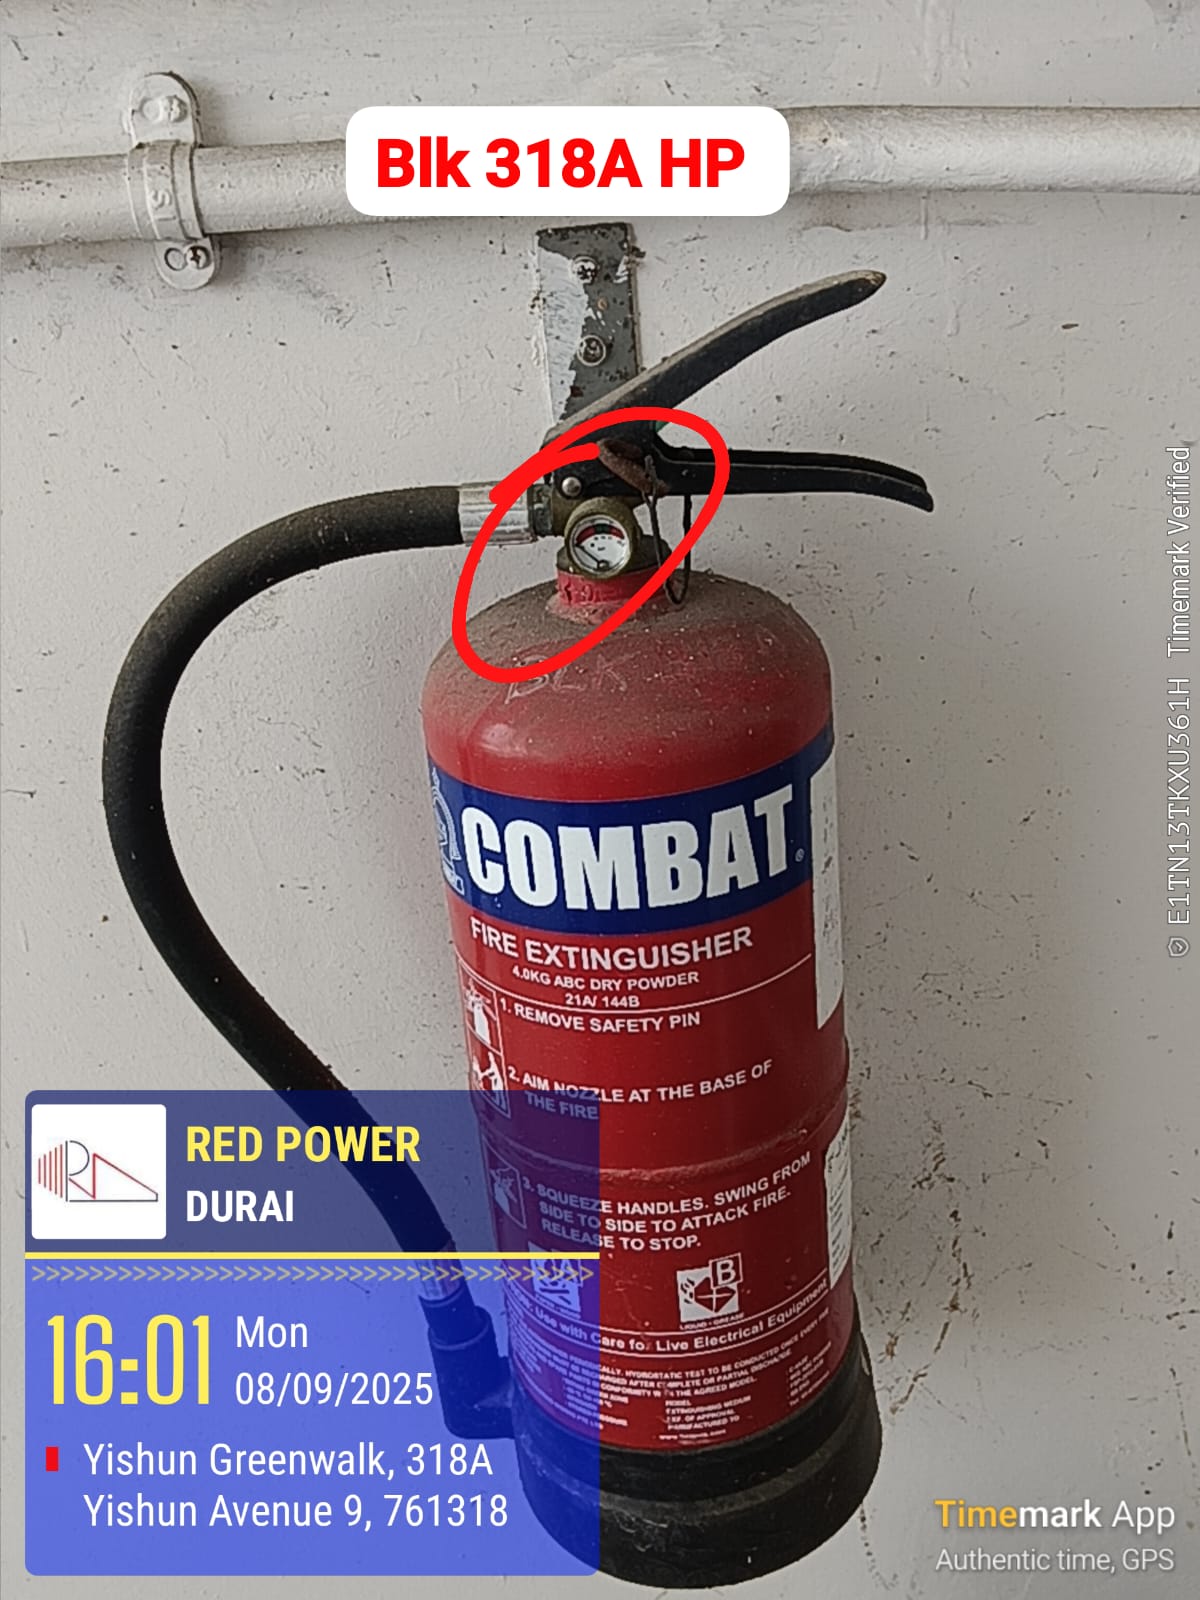 Blk 318A HP
BLK
COMBAT®
FIRE EXTINGUISHER
4.0KG ABC DRY POWDER
21A/ 144B
1. REMOVE SAFETY PIN
2. AIM NOZZLE AT THE BASE OF
THE FIRE
3. SQUEEZE HANDLES. SWING FROM
SIDE TO SIDE TO ATTACK FIRE.
RELEASE TO STOP.
B
LIQUID - GREASE
Use with Care for Live Electrical Equipment
RED POWER
DURAI
16:01
Mon
08/09/2025
Yishun Greenwalk, 318A
Yishun Avenue 9, 761318
Timemark App
Authentic time, GPS
E1TN13TKXU361H Timemark Verified